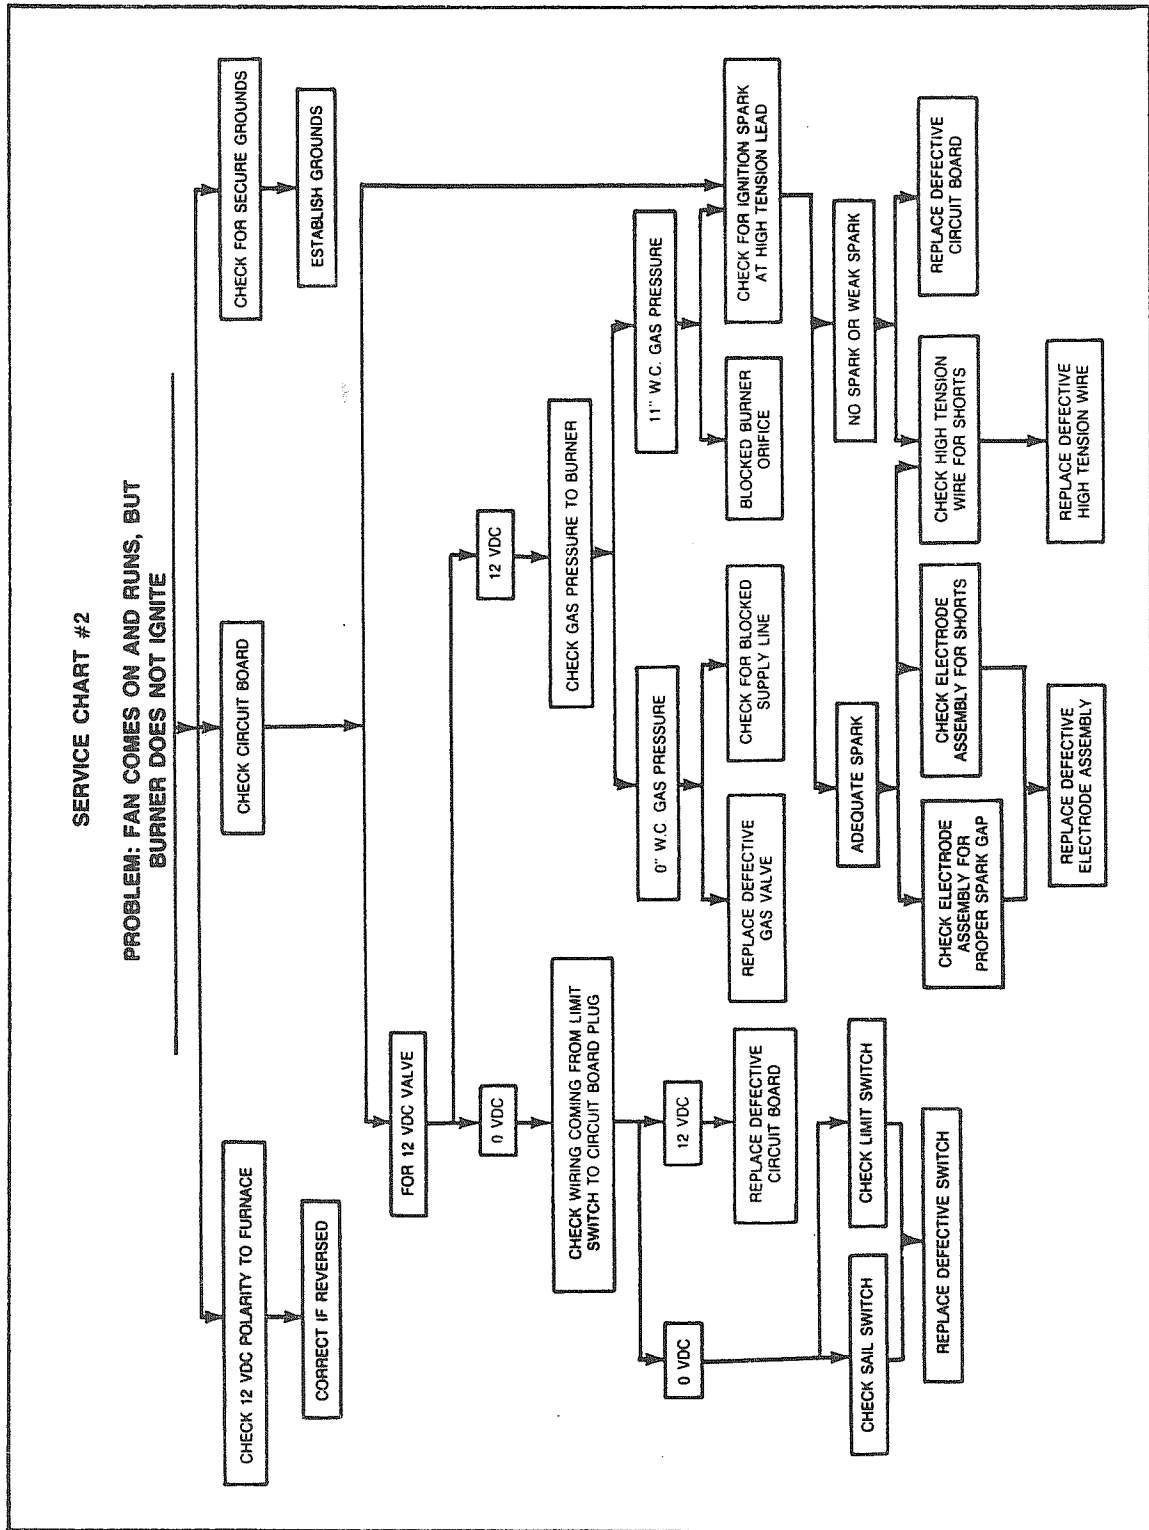 SERVICE CHART #2
PROBLEM: FAN COMES ON AND RUNS, BUT
BURNER DOES NOT IGNITE
CHECK 12 VDC POLARITY TO FURNACE
CORRECT IF REVERSED
CHECK CIRCUIT BOARD
CHECK FOR SECURE GROUNDS
ESTABLISH GROUNDS
FOR 12 VDC VALVE
0 VDC
12 VDC
CHECK WIRING COMING FROM LIMIT
SWITCH TO CIRCUIT BOARD PLUG
CHECK GAS PRESSURE TO BURNER
0 VDC
12 VDC
0" W.C. GAS PRESSURE
11" W.C. GAS PRESSURE
REPLACE DEFECTIVE
CIRCUIT BOARD
REPLACE DEFECTIVE
GAS VALVE
CHECK FOR BLOCKED
SUPPLY LINE
BLOCKED BURNER
ORIFICE
CHECK FOR IGNITION SPARK
AT HIGH TENSION LEAD
CHECK SAIL SWITCH
CHECK LIMIT SWITCH
ADEQUATE SPARK
NO SPARK OR WEAK SPARK
REPLACE DEFECTIVE SWITCH
CHECK ELECTRODE
ASSEMBLY FOR
PROPER SPARK GAP
CHECK ELECTRODE
ASSEMBLY FOR SHORTS
CHECK HIGH TENSION
WIRE FOR SHORTS
REPLACE DEFECTIVE
CIRCUIT BOARD
REPLACE DEFECTIVE
ELECTRODE ASSEMBLY
REPLACE DEFECTIVE
HIGH TENSION WIRE